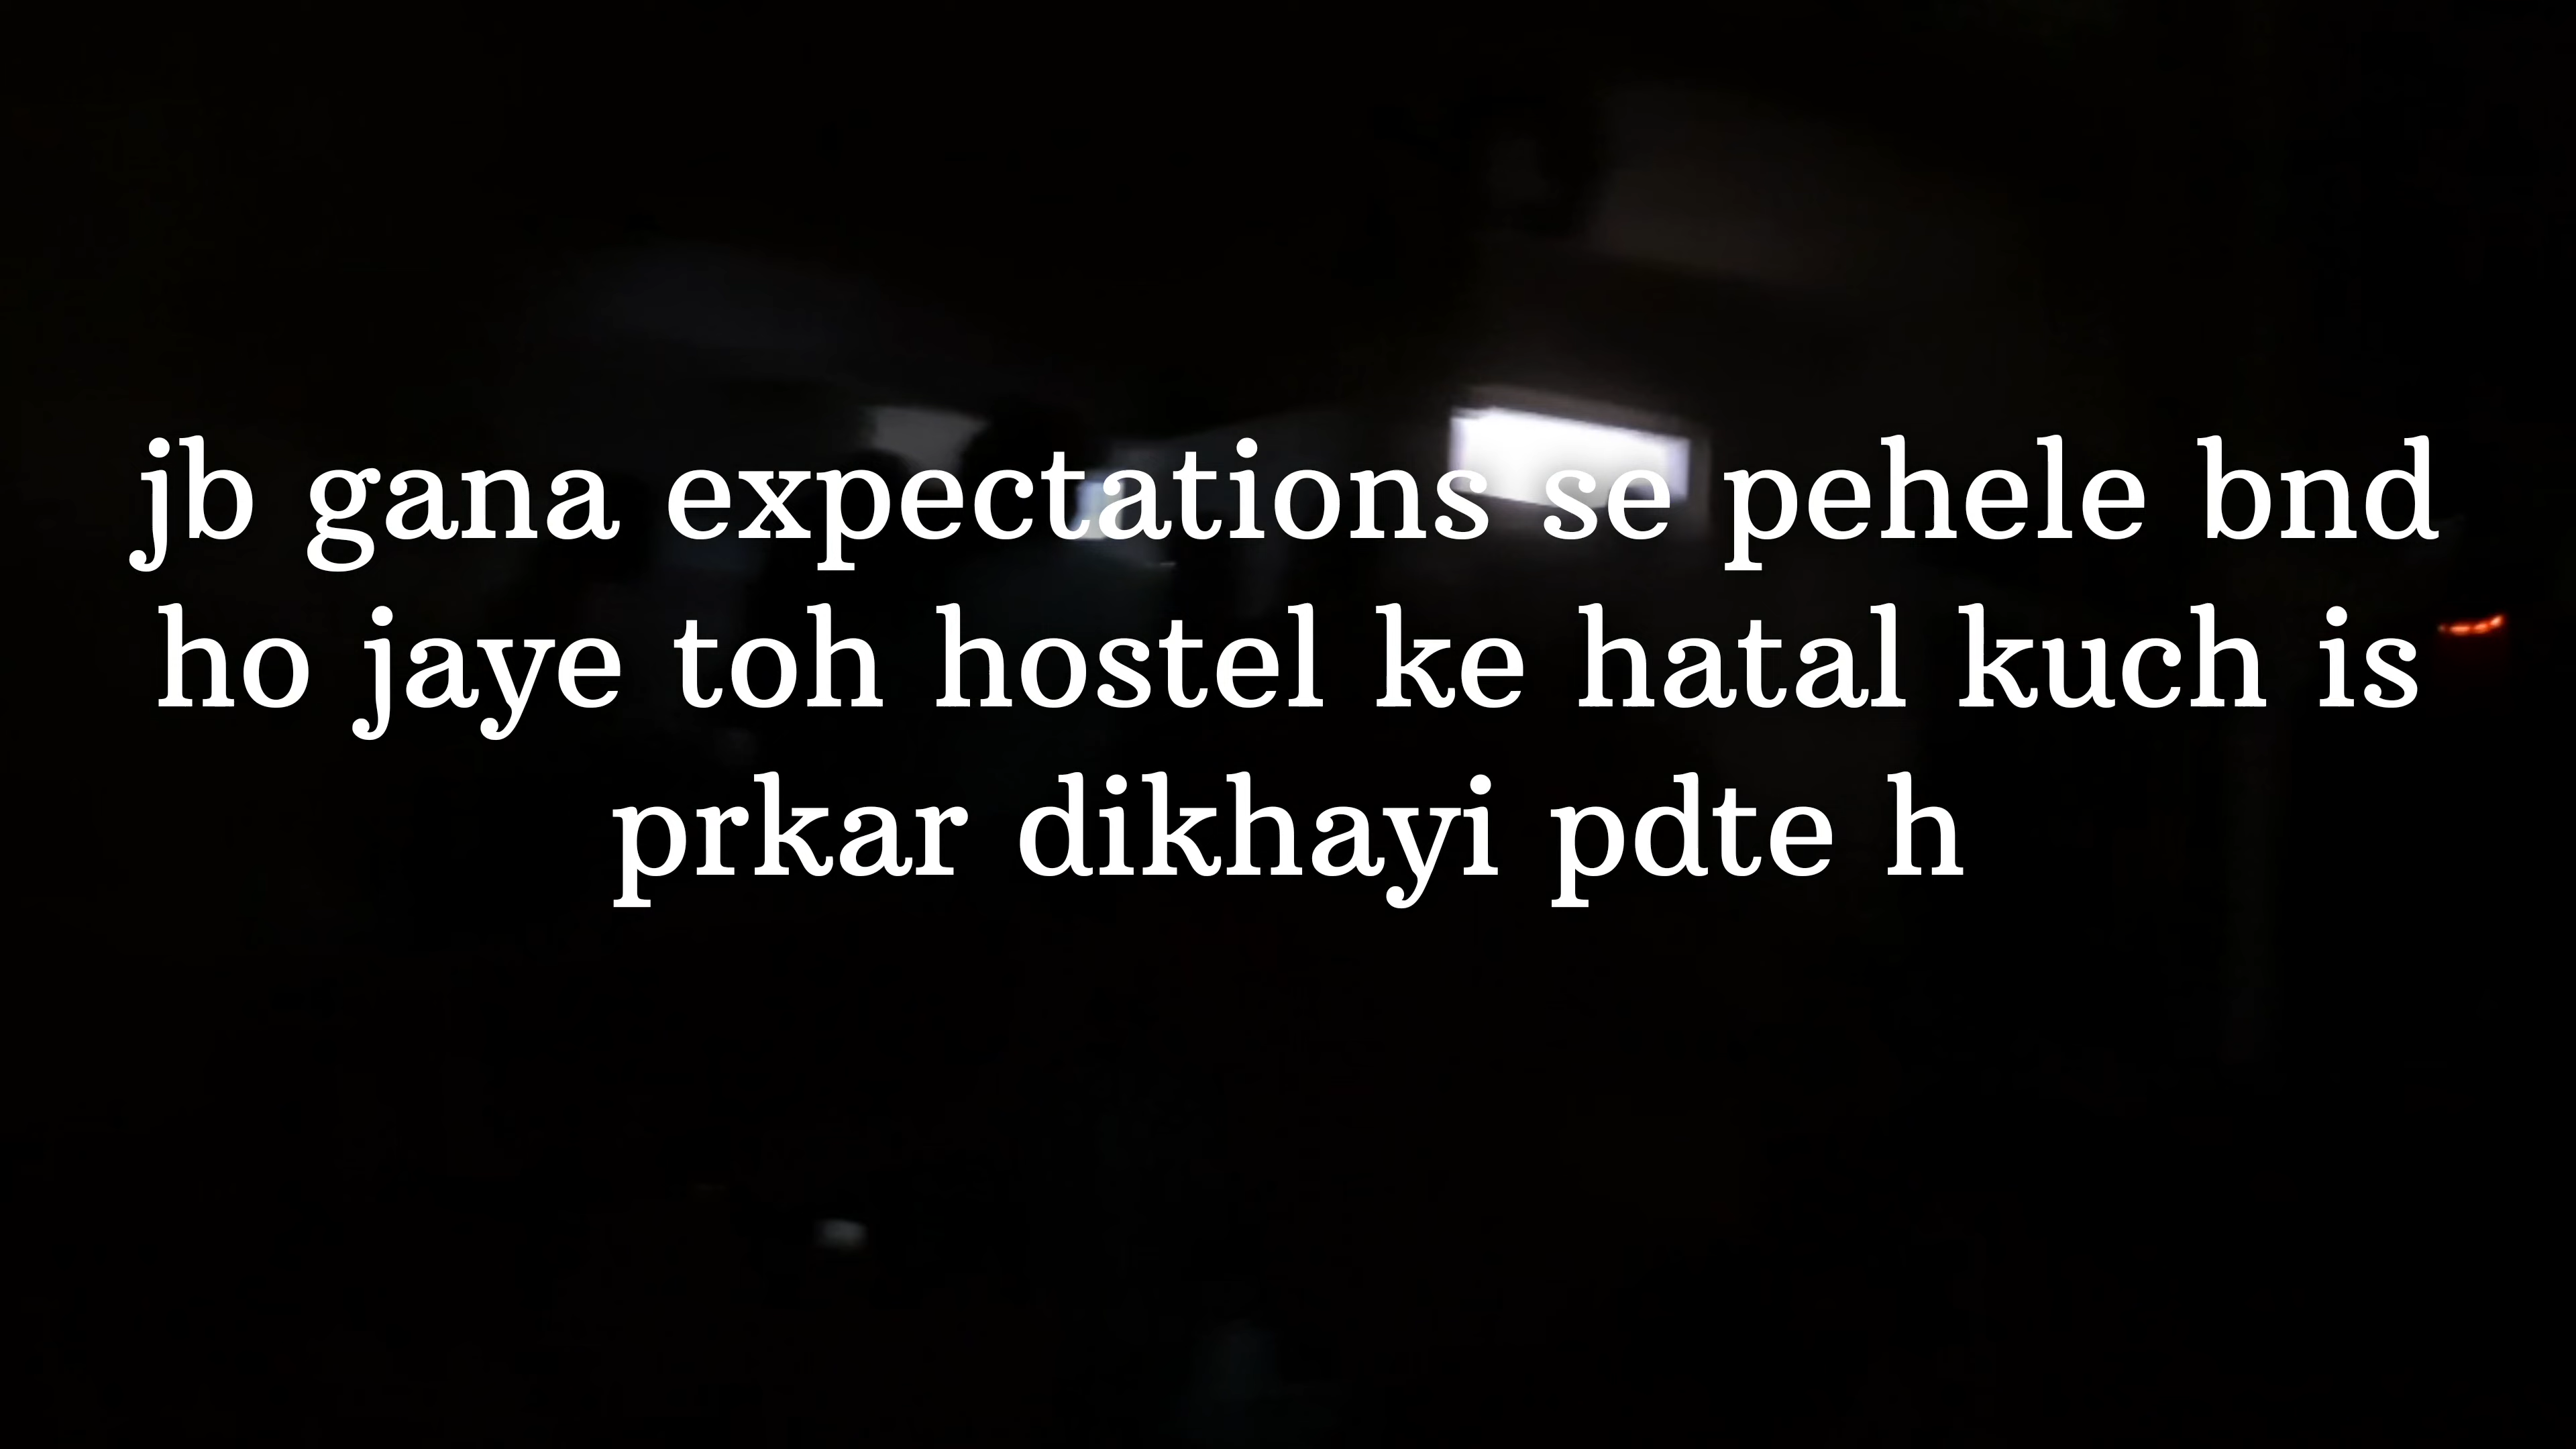 jb gana expectations se pehele bnd
ho jaye toh hostel ke hatal kuch is
prkar dikhayi pdte h